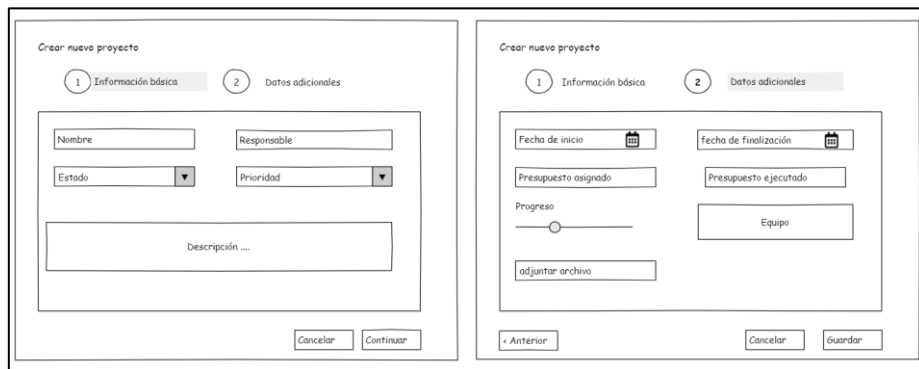 Crear nuevo proyecto
1 Información básica 2 Datos adicionales
Nombre Responsable
Estado Prioridad
Descripción ....
Cancelar Continuar
Crear nuevo proyecto
1 Información básica 2 Datos adicionales
Fecha de inicio fecha de finalización
Presupuesto asignado Presupuesto ejecutado
Progreso
Equipo
adjuntar archivo
< Anterior Cancelar Guardar